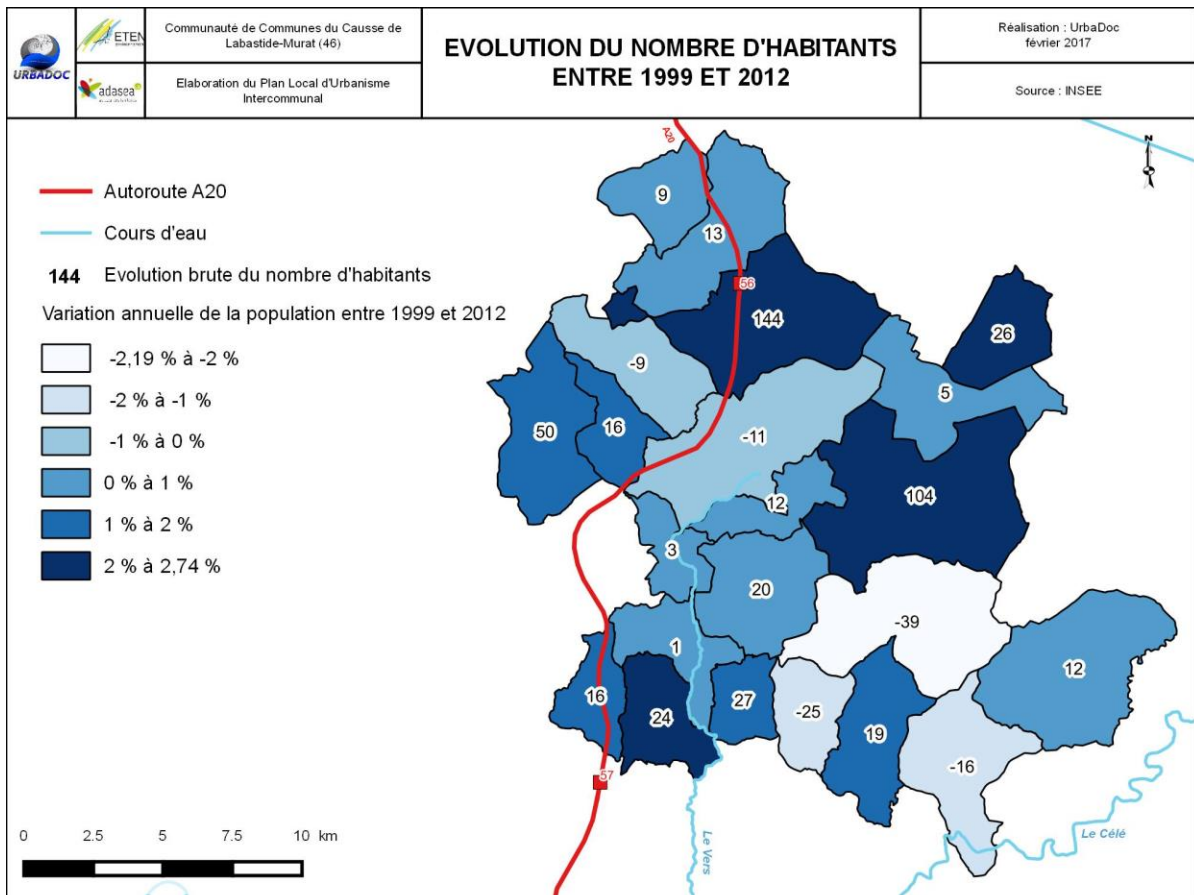 URBADOC
ETEN
adasea
Communauté de Communes du Causse de
Labastide-Murat (46)
Elaboration du Plan Local d'Urbanisme
Intercommunal
EVOLUTION DU NOMBRE D'HABITANTS
ENTRE 1999 ET 2012
Réalisation : UrbaDoc
février 2017
Source : INSEE
Autoroute A20
Cours d'eau
144 Evolution brute du nombre d'habitants
Variation annuelle de la population entre 1999 et 2012
-2,19 % à -2 %
-2 % à -1 %
-1 % à 0 %
0 % à 1 %
1 % à 2 %
2 % à 2,74 %
A20
N
9
13
56
144
26
-9
5
50
16
-11
104
12
3
20
-39
1
12
16
24
27
-25
19
-16
57
Le Vers
Le Célé
0 2.5 5 7.5 10 km